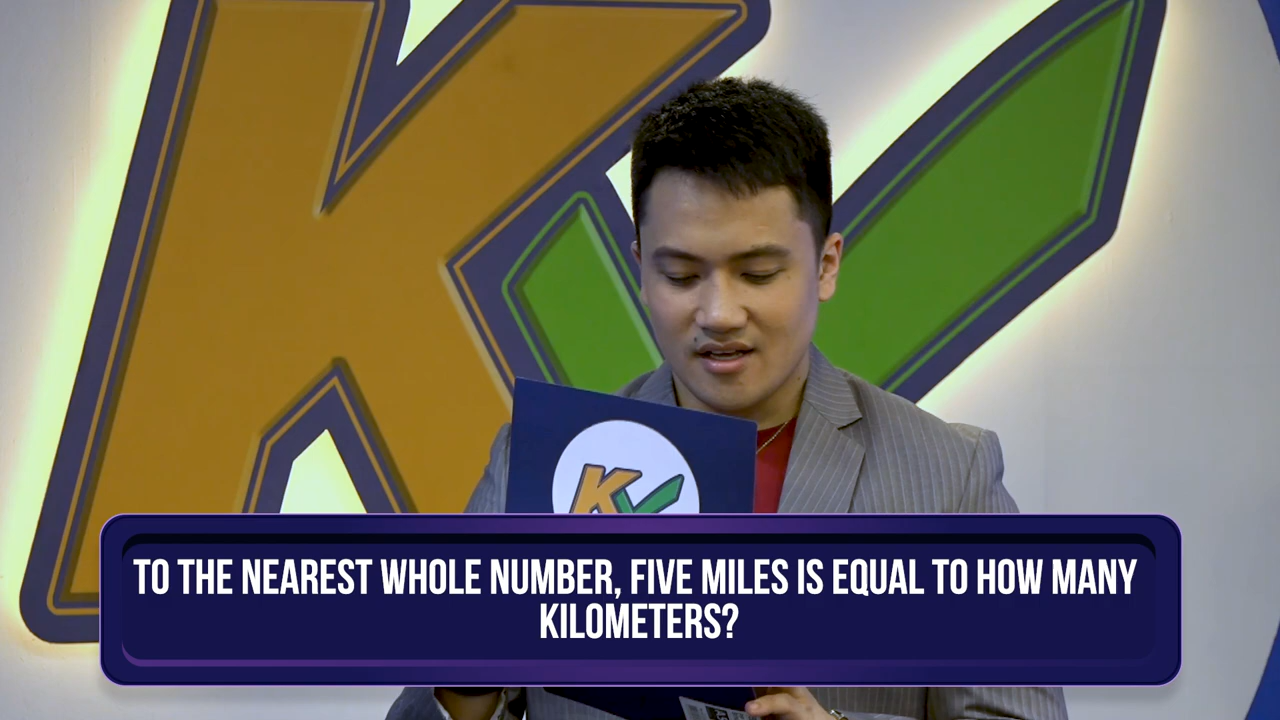 K
K
TO THE NEAREST WHOLE NUMBER, FIVE MILES IS EQUAL TO HOW MANY
KILOMETERS?